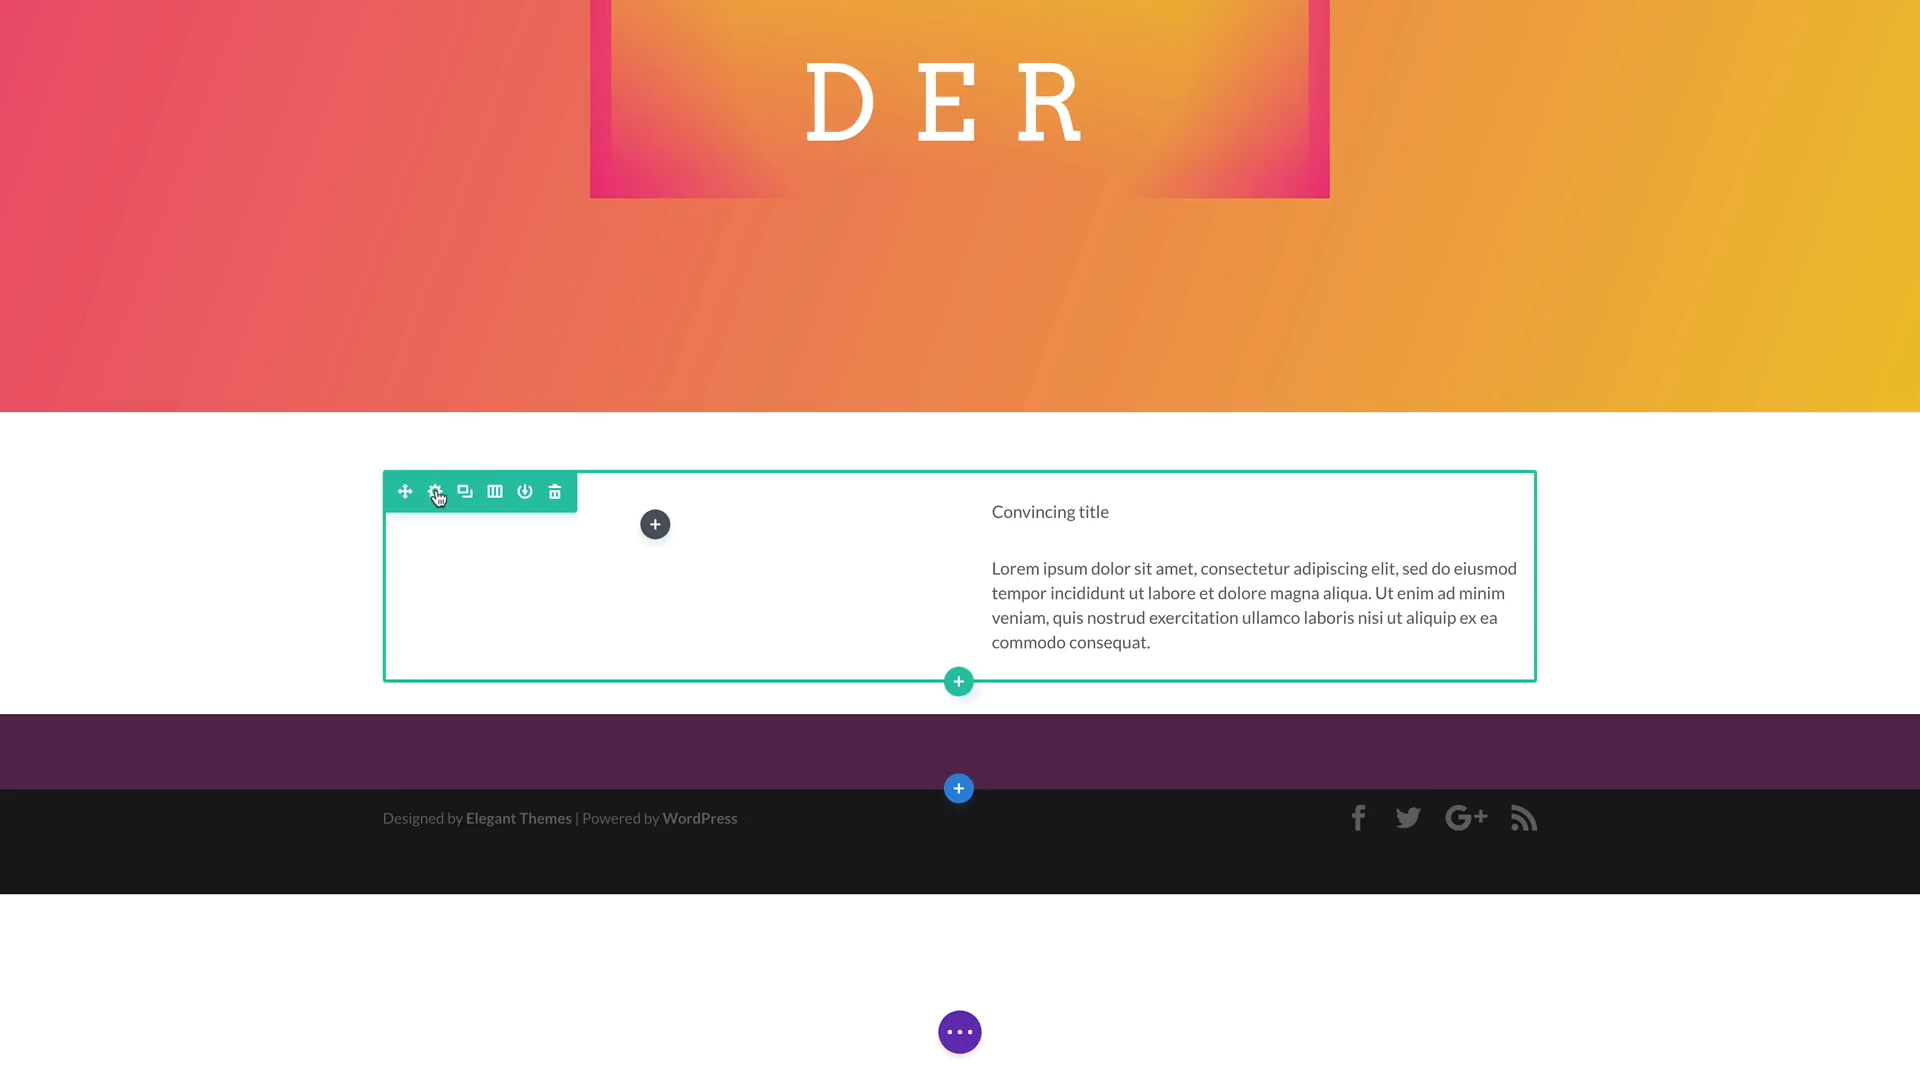 DER
Convincing title
Lorem ipsum dolor sit amet, consectetur adipiscing elit, sed do eiusmod
tempor incididunt ut labore et dolore magna aliqua. Ut enim ad minim
veniam, quis nostrud exercitation ullamco laboris nisi ut aliquip ex ea
commodo consequat.
Designed by Elegant Themes | Powered by WordPress